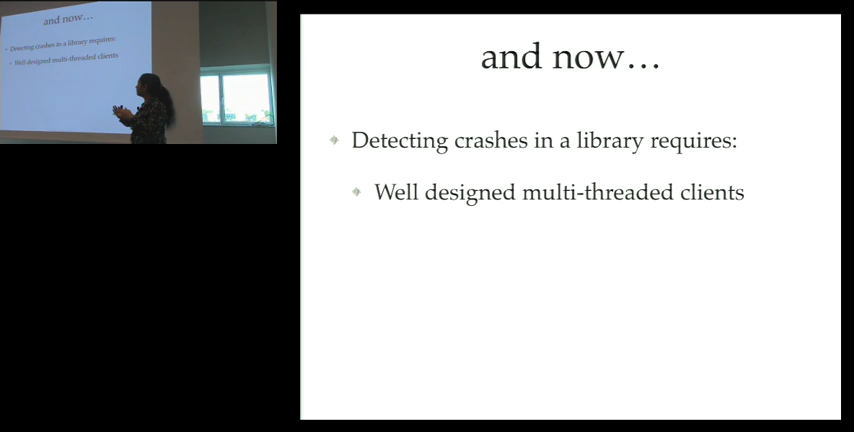 and now…
Detecting crashes in a library requires:
Well designed multi-threaded clients
and now…
Detecting crashes in a library requires:
Well designed multi-threaded clients